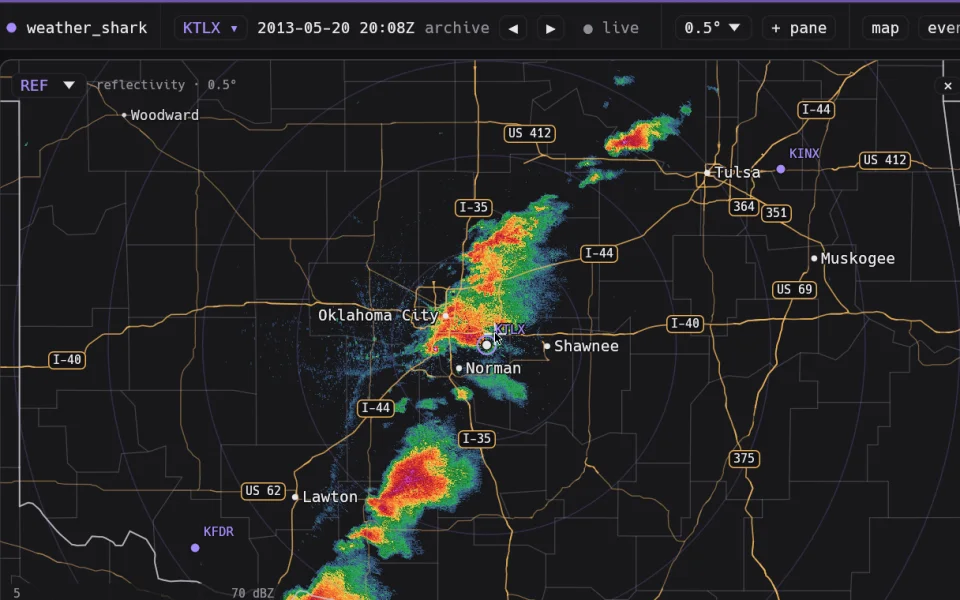 weather_shark KTLX ▾ 2013-05-20 20:08Z archive ◀ ▶ live 0.5° ▼ + pane map
REF ▼ reflectivity · 0.5° ×
Woodward
I-44
US 412
KINX
US 412
Tulsa
I-35
364
351
I-44
Muskogee
US 69
Oklahoma City
KTLX
I-40
Shawnee
I-40
Norman
I-44
I-35
375
US 62
Lawton
KFDR
5
70 dBZ